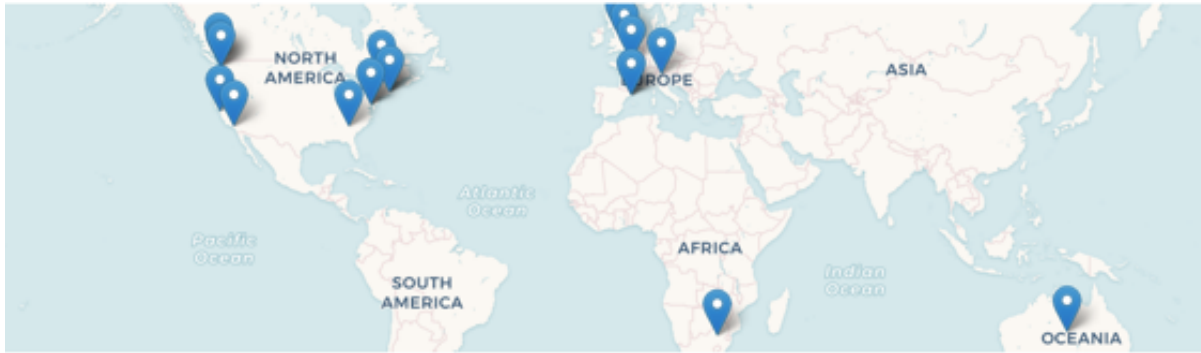 NORTH
AMERICA
EUROPE
ASIA
Atlantic
Ocean
Pacific
Ocean
AFRICA
SOUTH
AMERICA
Indian
Ocean
OCEANIA